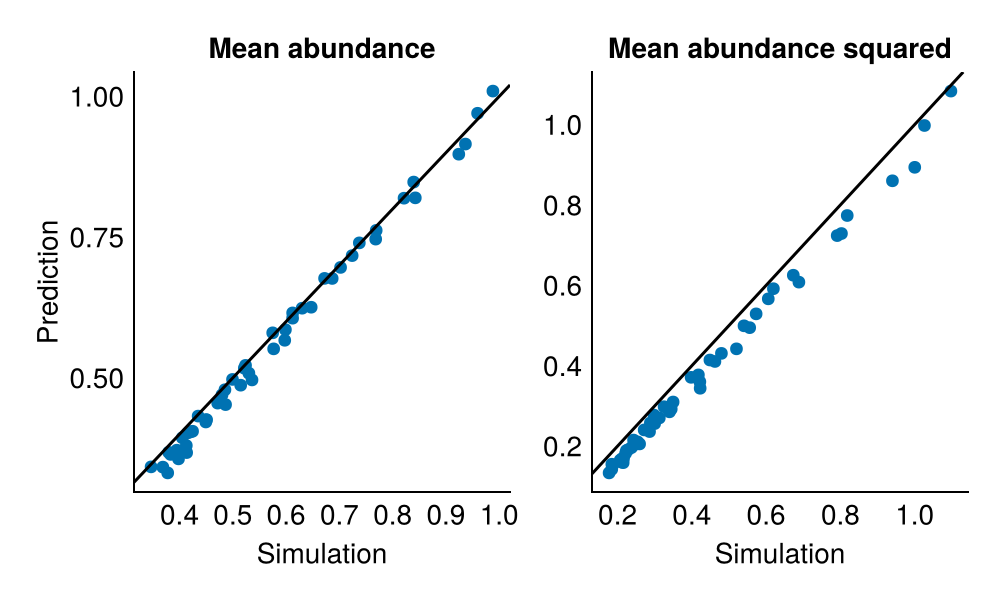 Mean abundance
Mean abundance squared
Prediction
1.00
0.75
0.50
0.4 0.5 0.6 0.7 0.8 0.9 1.0
Simulation
1.0
0.8
0.6
0.4
0.2
0.2 0.4 0.6 0.8 1.0
Simulation